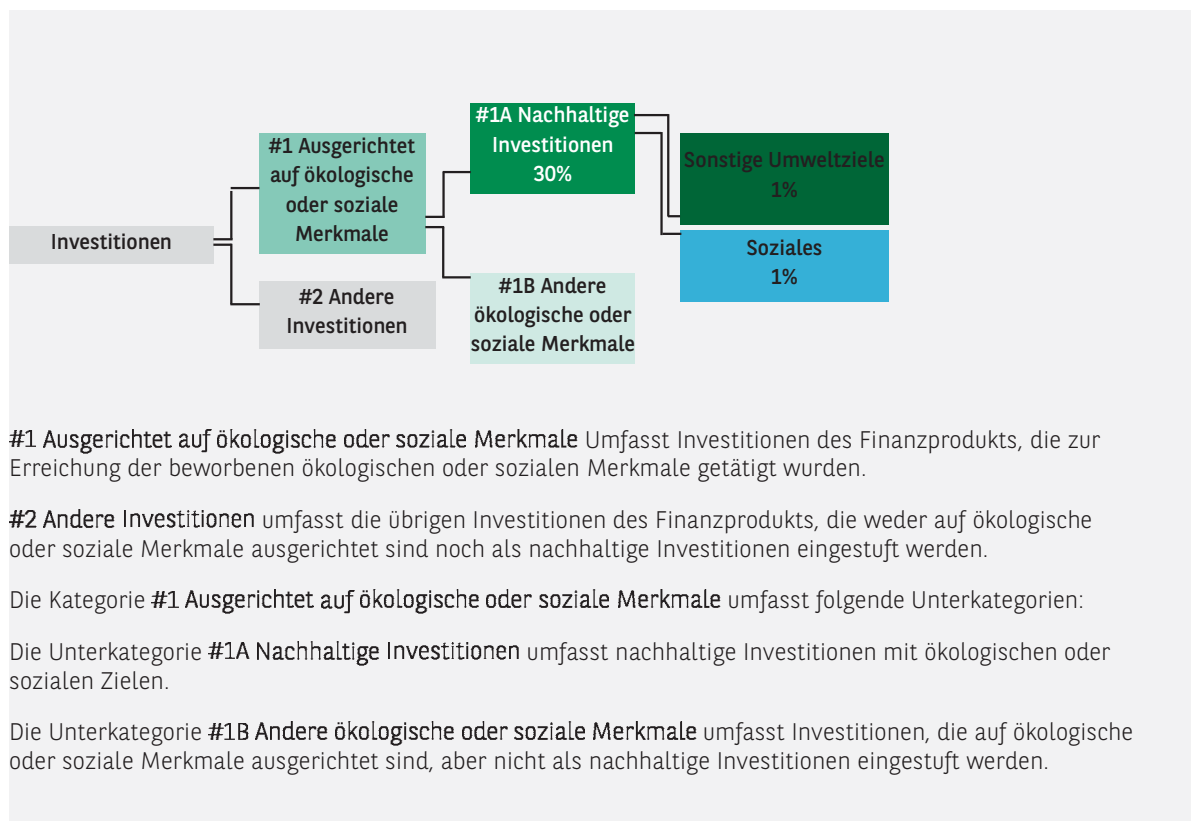 Investitionen
#1 Ausgerichtet
auf ökologische
oder soziale
Merkmale
#2 Andere
Investitionen
#1A Nachhaltige
Investitionen
30%
#1B Andere
ökologische oder
soziale Merkmale
Sonstige Umweltziele
1%
Soziales
1%
#1 Ausgerichtet auf ökologische oder soziale Merkmale Umfasst Investitionen des Finanzprodukts, die zur
Erreichung der beworbenen ökologischen oder sozialen Merkmale getätigt wurden.
#2 Andere Investitionen umfasst die übrigen Investitionen des Finanzprodukts, die weder auf ökologische
oder soziale Merkmale ausgerichtet sind noch als nachhaltige Investitionen eingestuft werden.
Die Kategorie #1 Ausgerichtet auf ökologische oder soziale Merkmale umfasst folgende Unterkategorien:
Die Unterkategorie #1A Nachhaltige Investitionen umfasst nachhaltige Investitionen mit ökologischen oder
sozialen Zielen.
Die Unterkategorie #1B Andere ökologische oder soziale Merkmale umfasst Investitionen, die auf ökologische
oder soziale Merkmale ausgerichtet sind, aber nicht als nachhaltige Investitionen eingestuft werden.